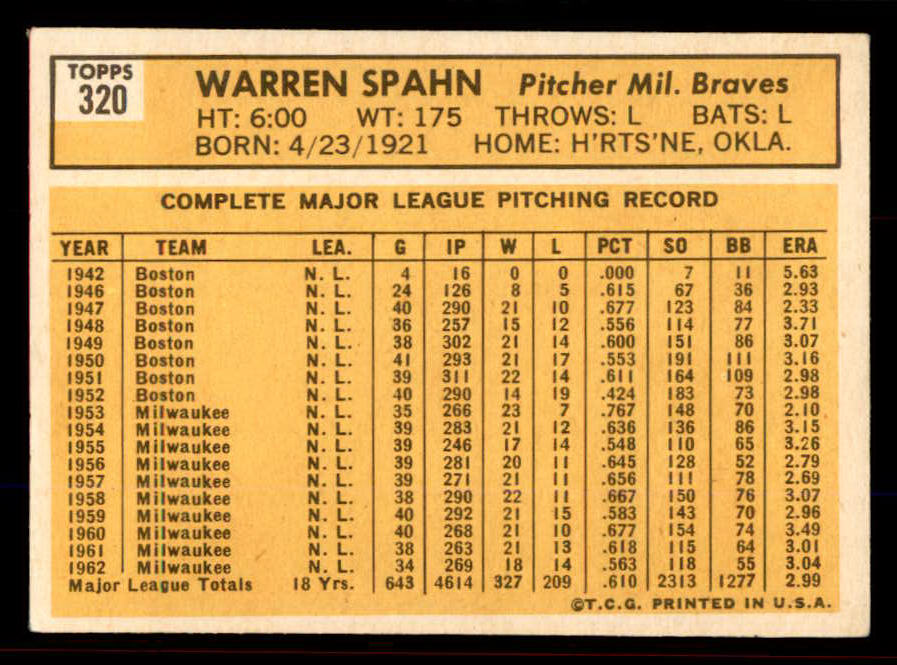 TOPPS
320
WARREN SPAHN Pitcher Mil. Braves
HT: 6:00 WT: 175 THROWS: L BATS: L
BORN: 4/23/1921 HOME: H'RTS'NE, OKLA.
COMPLETE MAJOR LEAGUE PITCHING RECORD
YEAR TEAM LEA. G IP W L PCT SO BB ERA
1942 Boston N. L. 4 16 0 0 .000 7 11 5.63
1946 Boston N. L. 24 126 8 5 .615 67 36 2.93
1947 Boston N. L. 40 290 21 10 .677 123 84 2.33
1948 Boston N. L. 36 257 15 12 .556 114 77 3.71
1949 Boston N. L. 38 302 21 14 .600 151 86 3.07
1950 Boston N. L. 41 293 21 17 .553 191 111 3.16
1951 Boston N. L. 39 311 22 14 .611 164 109 2.98
1952 Boston N. L. 40 290 14 19 .424 183 73 2.98
1953 Milwaukee N. L. 35 266 23 7 .767 148 70 2.10
1954 Milwaukee N. L. 39 283 21 12 .636 136 86 3.15
1955 Milwaukee N. L. 39 246 17 14 .548 110 65 3.26
1956 Milwaukee N. L. 39 281 20 11 .645 128 52 2.79
1957 Milwaukee N. L. 39 271 21 11 .656 111 78 2.69
1958 Milwaukee N. L. 38 290 22 11 .667 150 76 3.07
1959 Milwaukee N. L. 40 292 21 15 .583 143 70 2.96
1960 Milwaukee N. L. 40 268 21 10 .677 154 74 3.49
1961 Milwaukee N. L. 38 263 21 13 .618 115 64 3.01
1962 Milwaukee N. L. 34 269 18 14 .563 118 55 3.04
Major League Totals 18 Yrs. 643 4614 327 209 .610 2313 1277 2.99
©T.C.G. PRINTED IN U.S.A.